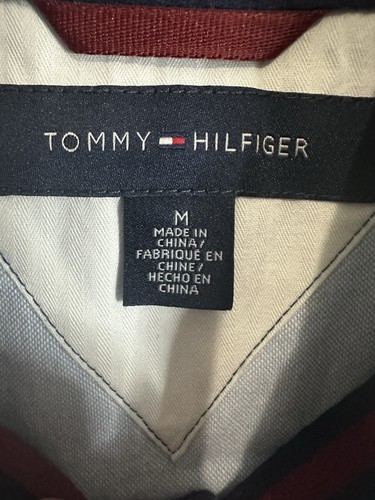 TOMMY HILFIGER
M
MADE IN
CHINA/
FABRIQUÉ EN
CHINE/
HECHO EN
CHINA